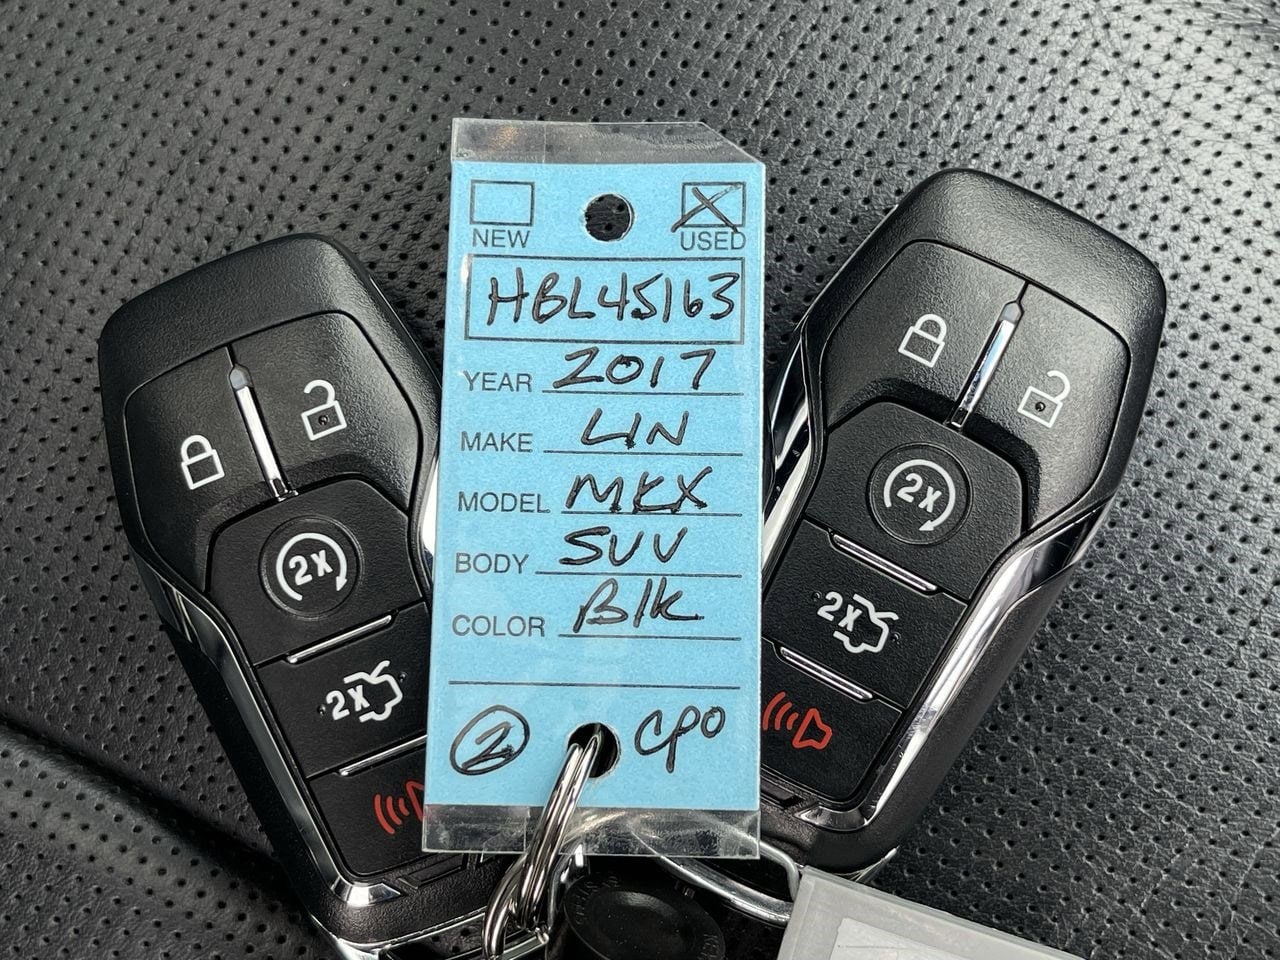 NEW USED
HBL45163
YEAR 2017
MAKE LIN
MODEL MKX
BODY SUV
COLOR Blk
2 CPO
2X
2X
2X
2X